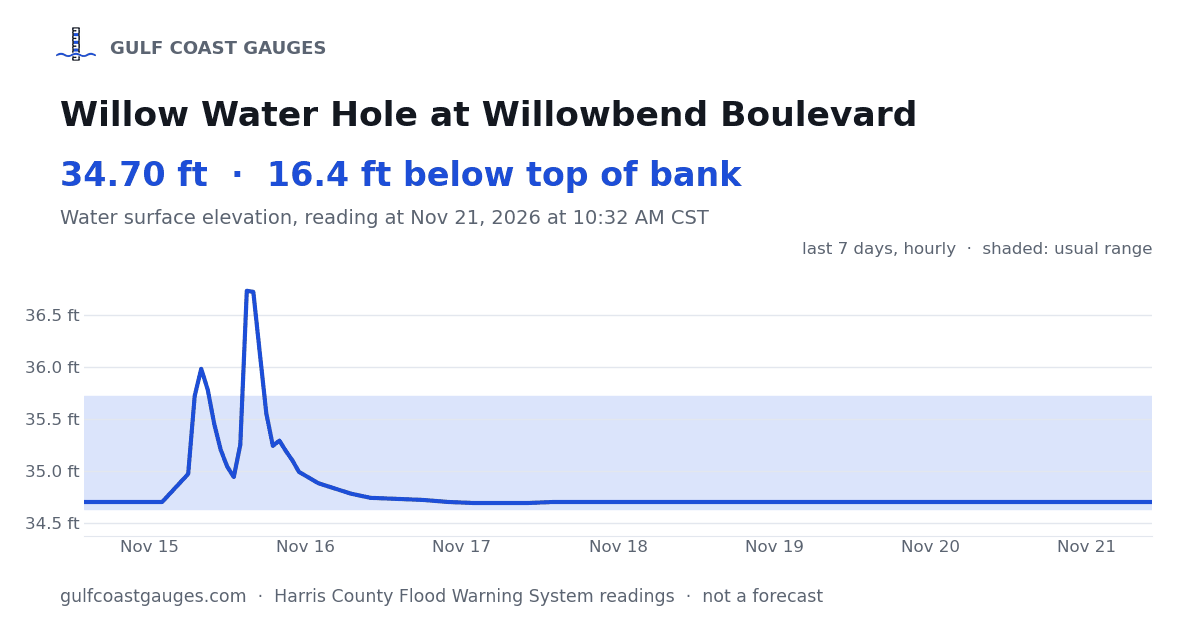 GULF COAST GAUGES
Willow Water Hole at Willowbend Boulevard
34.70 ft · 16.4 ft below top of bank
Water surface elevation, reading at Nov 21, 2026 at 10:32 AM CST
last 7 days, hourly · shaded: usual range
36.5 ft
36.0 ft
35.5 ft
35.0 ft
34.5 ft
Nov 15 Nov 16 Nov 17 Nov 18 Nov 19 Nov 20 Nov 21
gulfcoastgauges.com · Harris County Flood Warning System readings · not a forecast